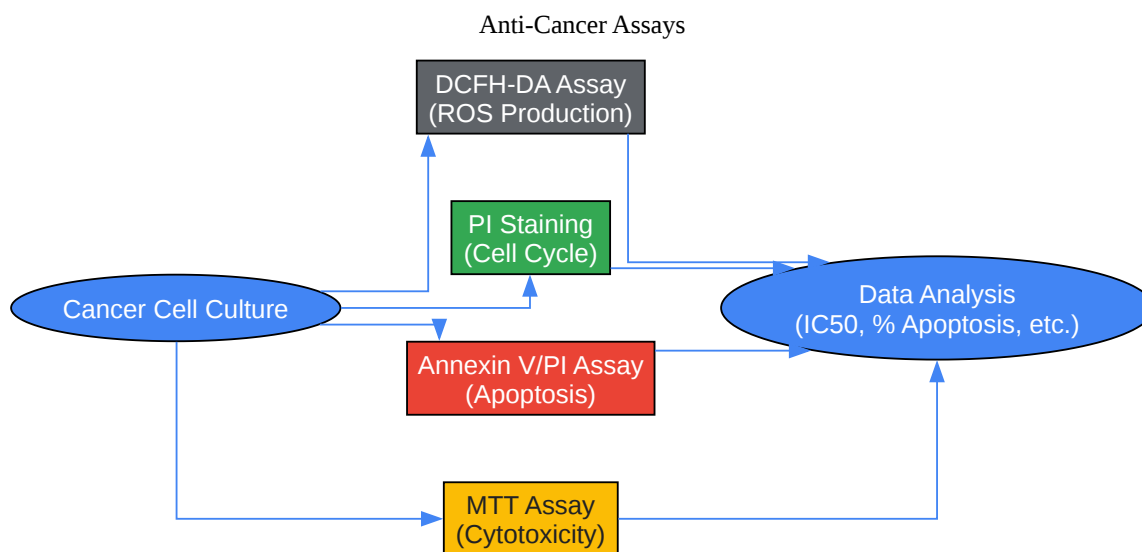 Anti-Cancer Assays
DCFH-DA Assay
(ROS Production)
PI Staining
(Cell Cycle)
Cancer Cell Culture
Data Analysis
(IC50, % Apoptosis, etc.)
Annexin V/PI Assay
(Apoptosis)
MTT Assay
(Cytotoxicity)